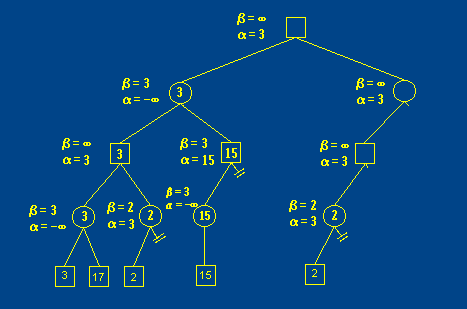 β = ∞
α = 3
β = 3
α = −∞
3
β = ∞
α = 3
β = ∞
α = 3
3
β = 3
α = 15
15
β = ∞
α = 3
β = 3
α = −∞
3
β = 2
α = 3
2
β = 3
α = −∞
15
β = 2
α = 3
2
3
17
2
15
2